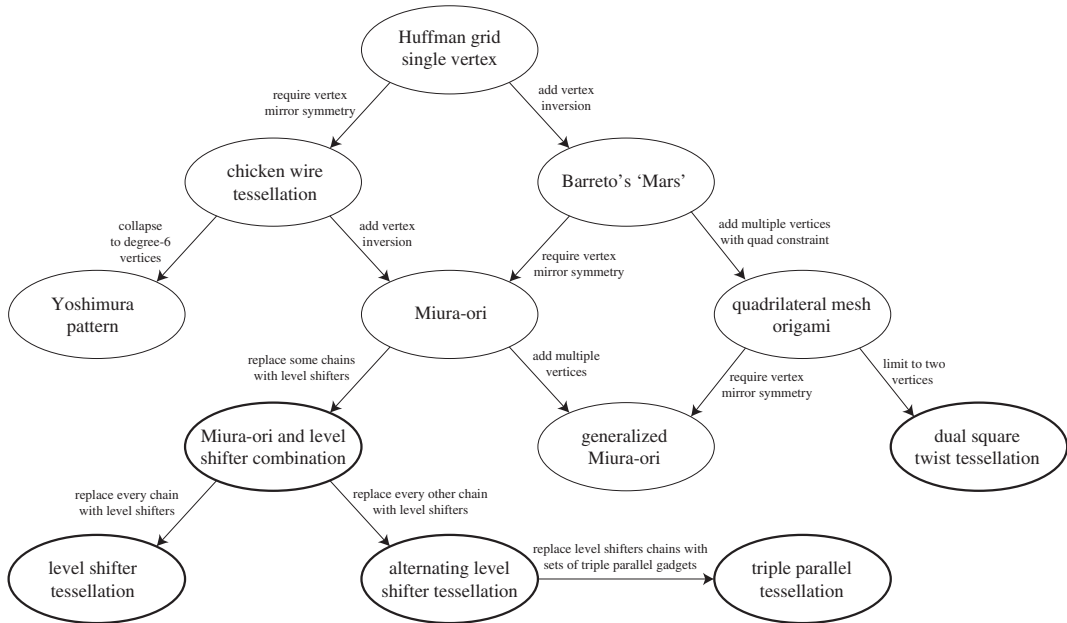 Huffman grid
single vertex
require vertex
mirror symmetry
add vertex
inversion
chicken wire
tessellation
Barreto's ‘Mars’
collapse
to degree-6
vertices
add vertex
inversion
require vertex
mirror symmetry
add multiple vertices
with quad constraint
Yoshimura
pattern
Miura-ori
quadrilateral mesh
origami
replace some chains
with level shifters
add multiple
vertices
require vertex
mirror symmetry
limit to two
vertices
Miura-ori and level
shifter combination
generalized
Miura-ori
dual square
twist tessellation
replace every chain
with level shifters
replace every other chain
with level shifters
level shifter
tessellation
alternating level
shifter tessellation
replace level shifters chains with
sets of triple parallel gadgets
triple parallel
tessellation